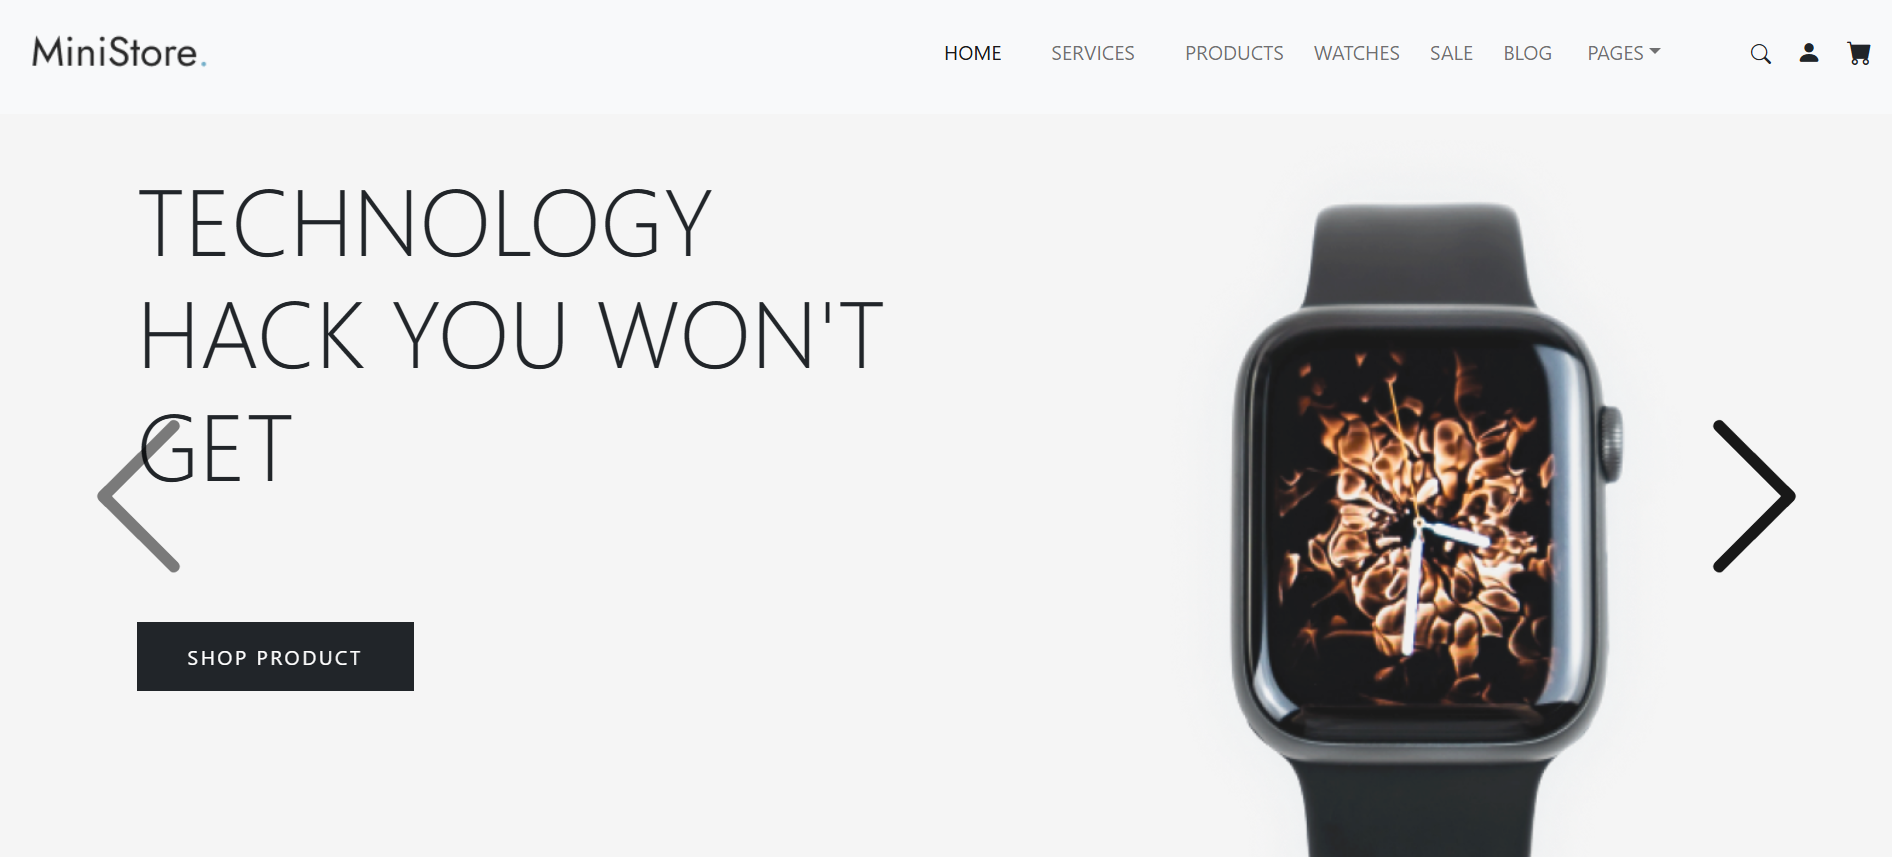 MiniStore.
HOME SERVICES PRODUCTS WATCHES SALE BLOG PAGES
TECHNOLOGY
HACK YOU WON'T
GET
SHOP PRODUCT